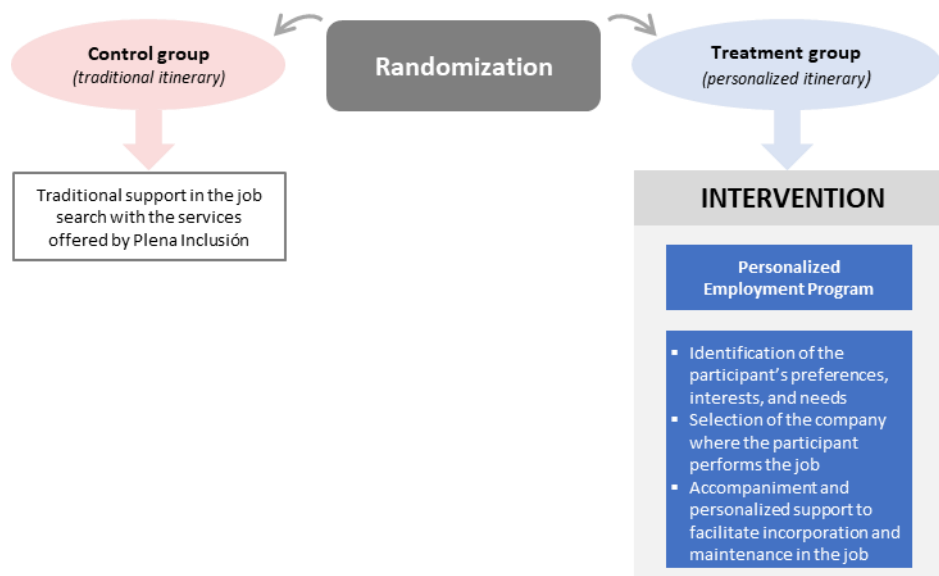 Control group
(traditional itinerary)
Randomization
Treatment group
(personalized itinerary)
Traditional support in the job
search with the services
offered by Plena Inclusión
INTERVENTION
Personalized
Employment Program
▪ Identification of the
participant’s preferences,
interests, and needs
▪ Selection of the company
where the participant
performs the job
▪ Accompaniment and
personalized support to
facilitate incorporation and
maintenance in the job